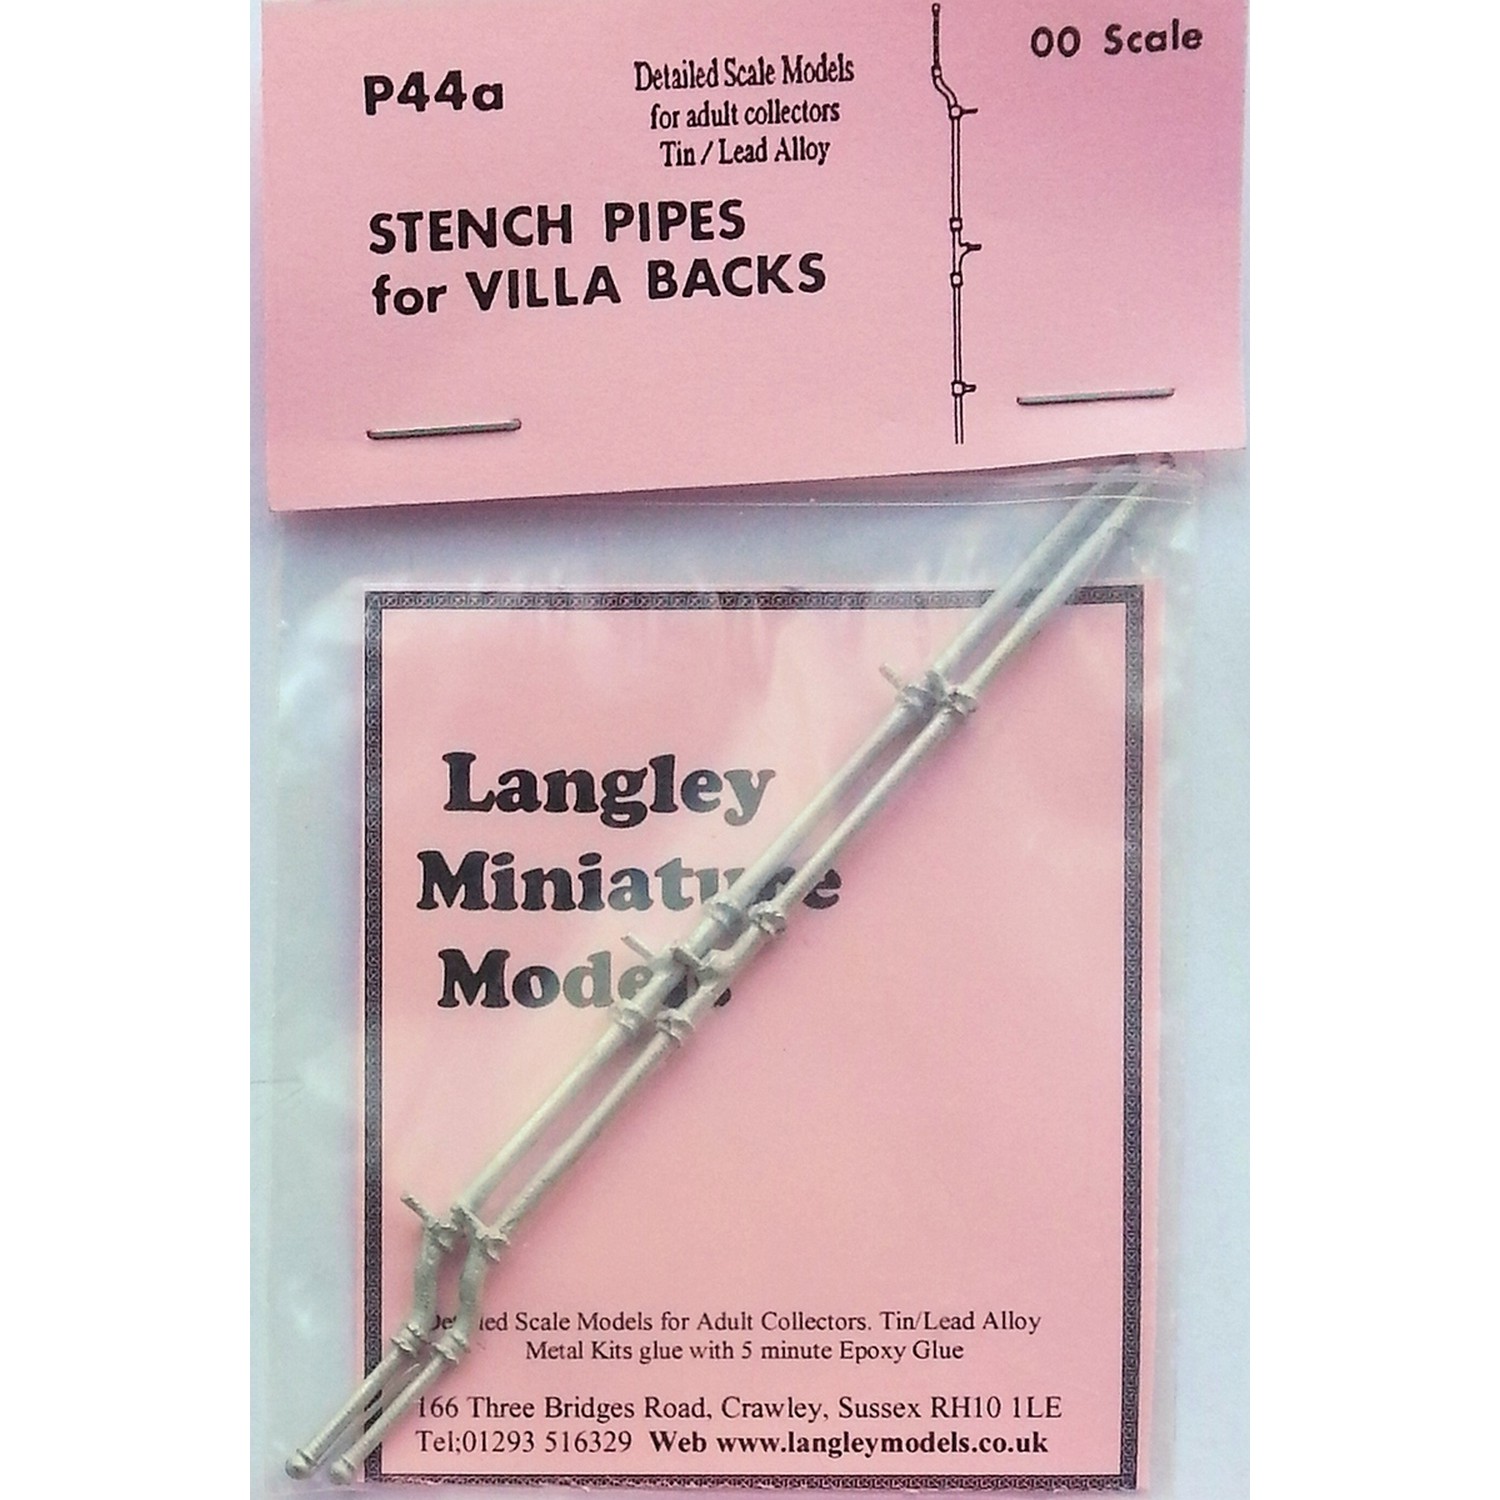 P44a
Detailed Scale Models
for adult collectors
Tin / Lead Alloy
00 Scale
STENCH PIPES
for VILLA BACKS
Langley
Miniature
Models
Detailed Scale Models for Adult Collectors. Tin/Lead Alloy
Metal Kits glue with 5 minute Epoxy Glue
166 Three Bridges Road, Crawley, Sussex RH10 1LE
Tel;01293 516329 Web www.langleymodels.co.uk